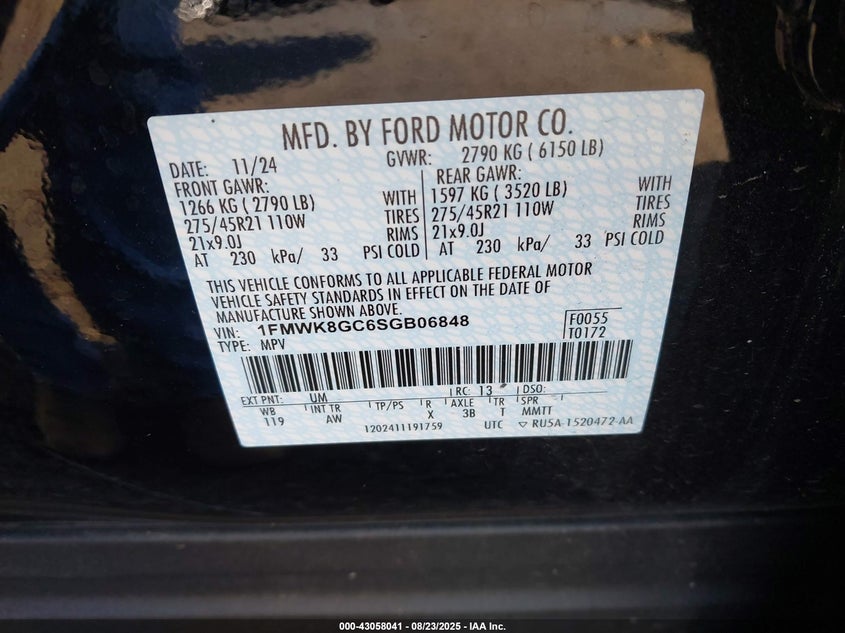 MFD. BY FORD MOTOR CO.
DATE: 11/24 GVWR: 2790 KG ( 6150 LB)
FRONT GAWR: REAR GAWR:
1266 KG ( 2790 LB) WITH 1597 KG ( 3520 LB) WITH
275/45R21 110W TIRES 275/45R21 110W TIRES
21x9.0J RIMS 21x9.0J RIMS
AT 230 kPa/ 33 PSI COLD AT 230 kPa/ 33 PSI COLD
THIS VEHICLE CONFORMS TO ALL APPLICABLE FEDERAL MOTOR
VEHICLE SAFETY STANDARDS IN EFFECT ON THE DATE OF
MANUFACTURE SHOWN ABOVE.
VIN: 1FMWK8GC6SGB06848 F0055
TYPE: MPV T0172
EXT PNT: UM RC: 13 DSO:
WB INT TR TP/PS R AXLE TR SPR
119 AW X 3B T MMTT
1202411191759 UTC ▽ RU5A-1520472-AA
000-43058041 - 08/23/2025 - IAA Inc.